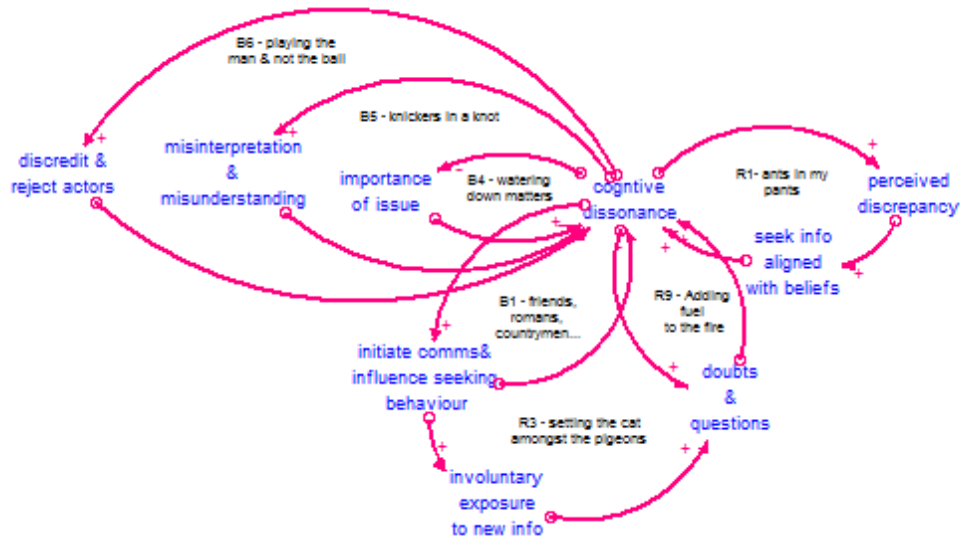 B6 - playing the
man & not the ball
B5 - knickers in a knot
discredit &
reject actors
misinterpretation
&
misunderstanding
importance
of issue
B4 - watering
down matters
cogntive
dissonance
R1- ants in my
pants
perceived
discrepancy
seek info
aligned
with beliefs
B1 - friends,
romans,
countrymen...
R9 - Adding
fuel
to the fire
initiate comms&
influence seeking
behaviour
doubts
&
questions
R3 - setting the cat
amongst the pigeons
involuntary
exposure
to new info